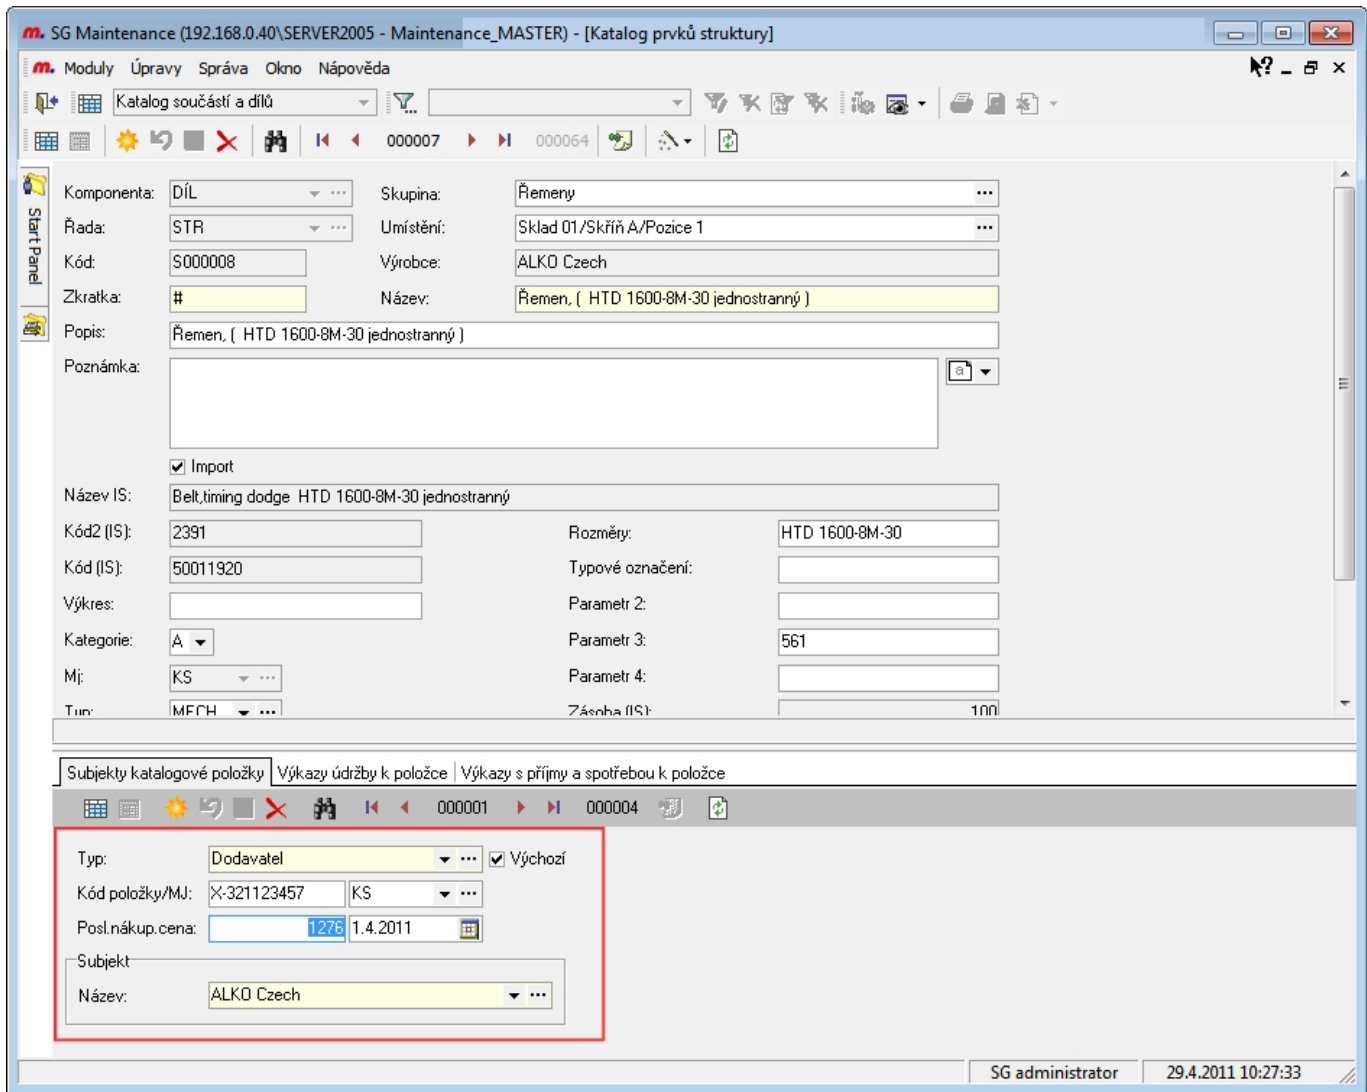 m. SG Maintenance (192.168.0.40\SERVER2005 - Maintenance_MASTER) - [Katalog prvků struktury]
m. Moduly Úpravy Správa Okno Nápověda
Katalog součástí a dílů
000007 000064
Start Panel
Komponenta: DÍL Skupina: Řemeny
Řada: STR Umístění: Sklad 01/Skříň A/Pozice 1
Kód: S000008 Výrobce: ALKO Czech
Zkratka: # Název: Řemen, ( HTD 1600-8M-30 jednostranný )
Popis: Řemen, ( HTD 1600-8M-30 jednostranný )
Poznámka: a
Import
Název IS: Belt,timing dodge HTD 1600-8M-30 jednostranný
Kód2 (IS): 2391 Rozměry: HTD 1600-8M-30
Kód (IS): 50011920 Typové označení:
Výkres: Parametr 2:
Kategorie: A Parametr 3: 561
Mj: KS Parametr 4:
Typ: MECH Zásoba (IS): 100
Subjekty katalogové položky Výkazy údržby k položce Výkazy s příjmy a spotřebou k položce
000001 000004
Typ: Dodavatel Výchozí
Kód položky/MJ: X-321123457 KS
Posl.nákup.cena: 1276 1.4.2011
Subjekt
Název: ALKO Czech
SG administrator 29.4.2011 10:27:33